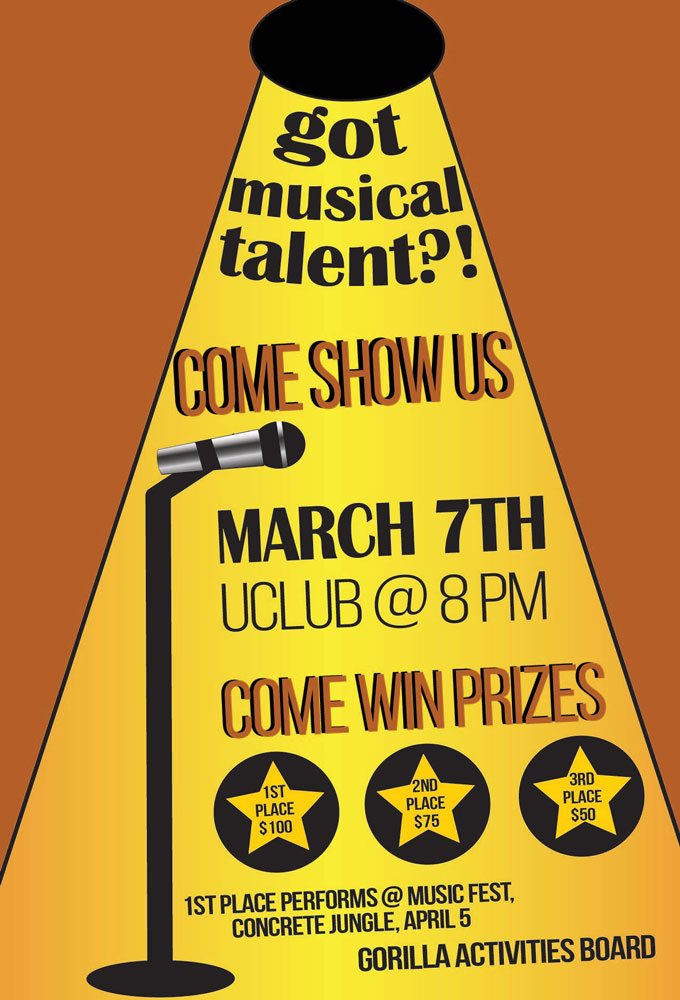 got
musical
talent?!
COME SHOW US
MARCH 7TH
UCLUB @ 8 PM
COME WIN PRIZES
1ST
PLACE
$100
2ND
PLACE
$75
3RD
PLACE
$50
1ST PLACE PERFORMS @ MUSIC FEST,
CONCRETE JUNGLE, APRIL 5
GORILLA ACTIVITIES BOARD